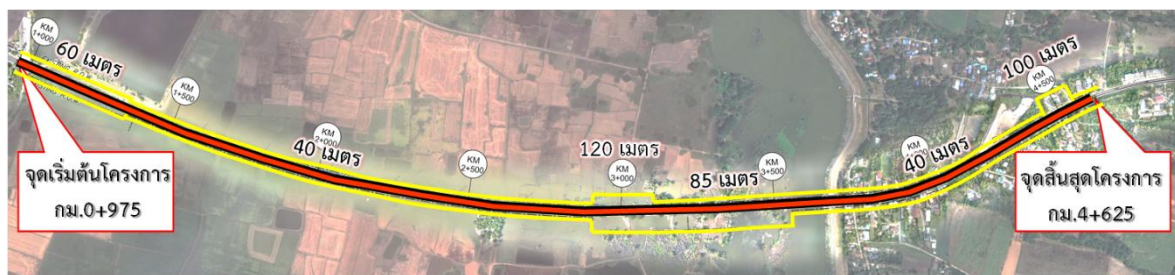 KM
1+000
60 เมตร
KM
1+500
KM
2+000
40 เมตร
KM
2+500
120 เมตร
KM
3+000
85 เมตร
KM
3+500
40 เมตร
100 เมตร
KM
4+500
จุดเริ่มต้นโครงการ
กม.0+975
จุดสิ้นสุดโครงการ
กม.4+625